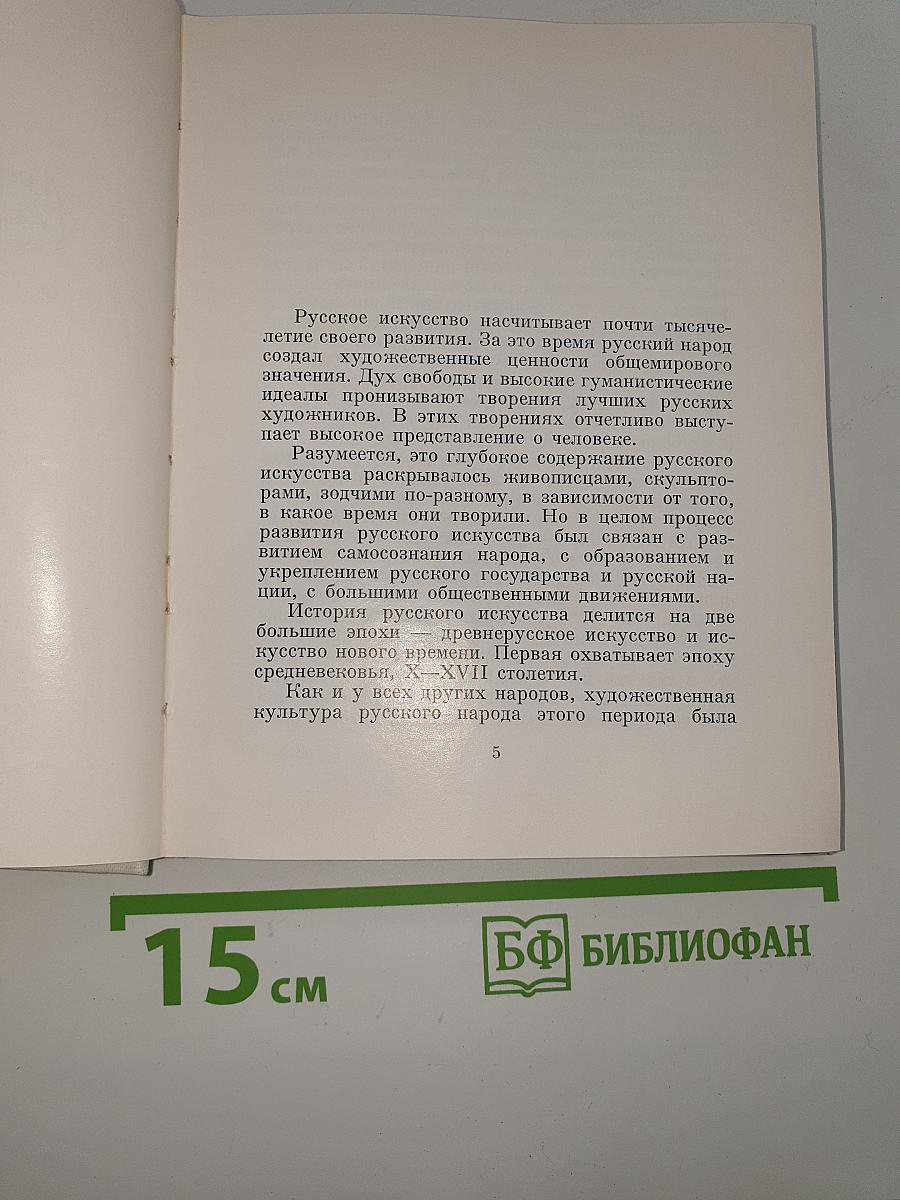 Русское искусство насчитывает почти тысяче-
летие своего развития. За это время русский народ
создал художественные ценности общемирового
значения. Дух свободы и высокие гуманистические
идеалы пронизывают творения лучших русских
художников. В этих творениях отчетливо высту-
пает высокое представление о человеке.
Разумеется, это глубокое содержание русского
искусства раскрывалось живописцами, скульпто-
рами, зодчими по-разному, в зависимости от того,
в какое время они творили. Но в целом процесс
развития русского искусства был связан с раз-
витием самосознания народа, с образованием и
укреплением русского государства и русской на-
ции, с большими общественными движениями.
История русского искусства делится на две
большие эпохи — древнерусское искусство и ис-
кусство нового времени. Первая охватывает эпоху
средневековья, X—XVII столетия.
Как и у всех других народов, художественная
культура русского народа этого периода была
5
15 см
БФ БИБЛИОФАН